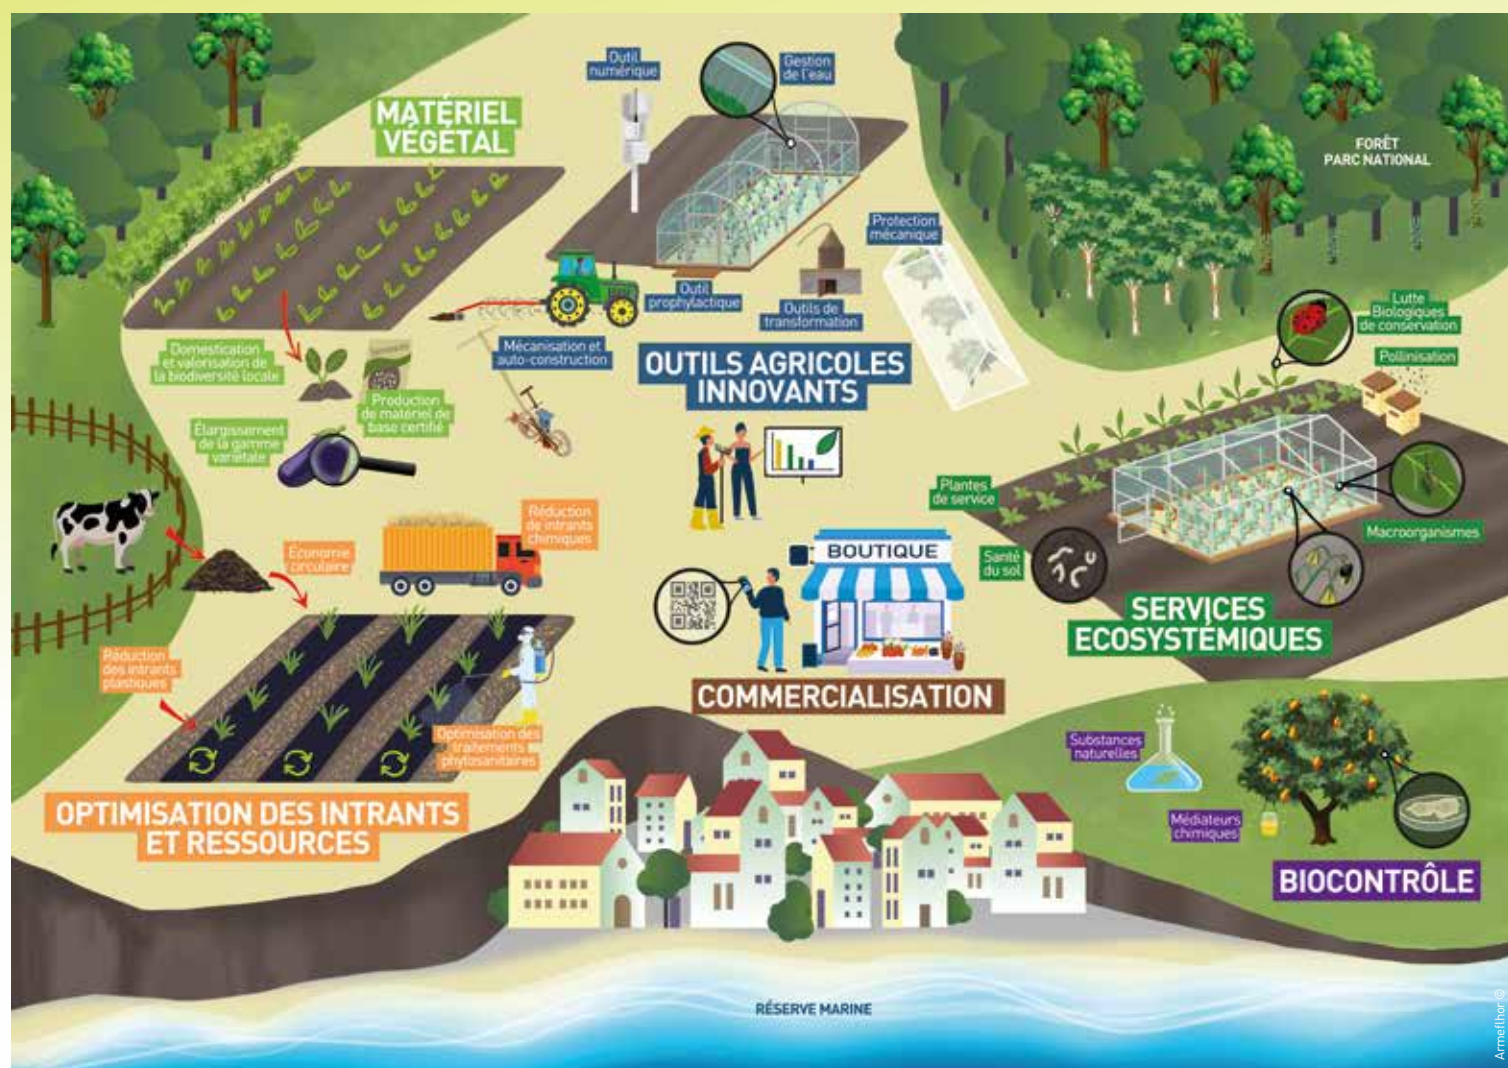 Outil
numérique
Gestion
de l'eau
MATÉRIEL
VÉGÉTAL
FORÊT
PARC NATIONAL
Protection
mécanique
Outil
prophylactique
Outils de
transformation
Mécanisation et
auto-construction
OUTILS AGRICOLES
INNOVANTS
Domestication
et valorisation de
la biodiversité locale
Production
de matériel de
base certifié
Élargissement
de la gamme
variétale
Lutte
Biologiques
de conservation
Pollinisation
Plantes
de service
Macroorganismes
Santé
du sol
SERVICES
ECOSYSTÉMIQUES
Réduction
de intrants
chimiques
Économie
circulaire
Réduction
des intrants
plastiques
Optimisation des
traitements
phytosanitaires
OPTIMISATION DES INTRANTS
ET RESSOURCES
BOUTIQUE
COMMERCIALISATION
Substances
naturelles
Médiateurs
chimiques
BIOCONTRÔLE
RÉSERVE MARINE
Armeflhor ©